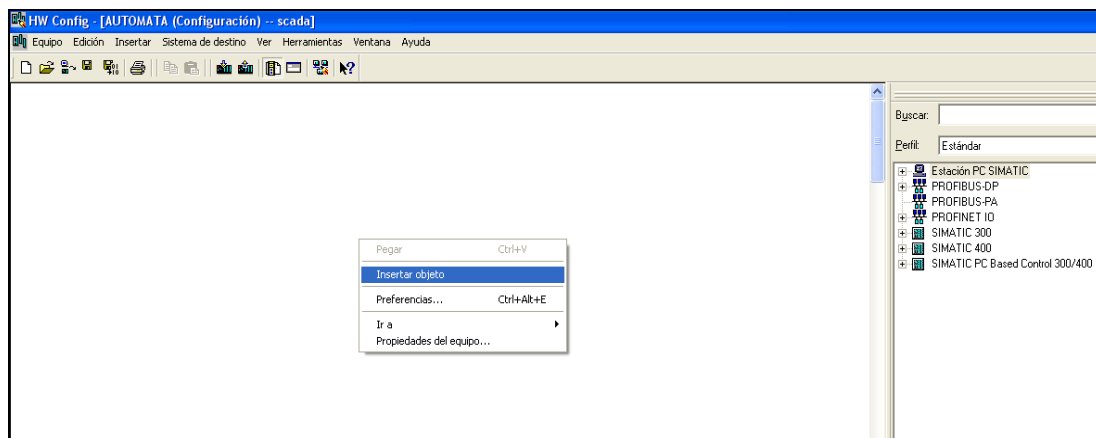 HW Config - [AUTOMATA (Configuración) -- scada]
Equipo Edición Insertar Sistema de destino Ver Herramientas Ventana Ayuda
Buscar:
Perfil: Estándar
Estación PC SIMATIC
PROFIBUS-DP
PROFIBUS-PA
PROFINET IO
SIMATIC 300
SIMATIC 400
SIMATIC PC Based Control 300/400
Pegar Ctrl+V
Insertar objeto
Preferencias... Ctrl+Alt+E
Ir a
Propiedades del equipo...